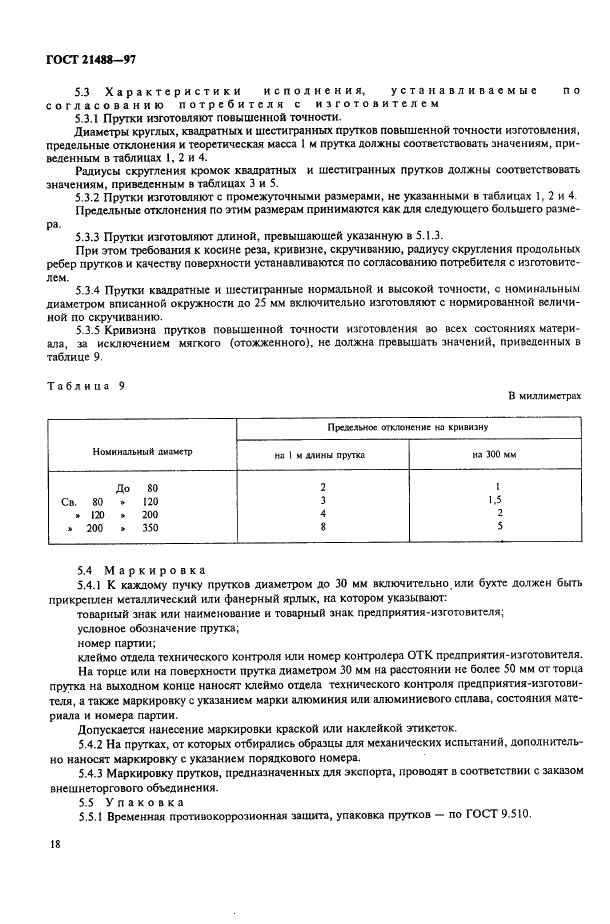 ГОСТ 21488—97
5.3 Характеристики исполнения, устанавливаемые по
согласованию потребителя с изготовителем
5.3.1 Прутки изготовляют повышенной точности.
Диаметры круглых, квадратных и шестигранных прутков повышенной точности изготовления,
предельные отклонения и теоретическая масса 1 м прутка должны соответствовать значениям, при-
веденным в таблицах 1, 2 и 4.
Радиусы скругления кромок квадратных и шестигранных прутков должны соответствовать
значениям, приведенным в таблицах 3 и 5.
5.3.2 Прутки изготовляют с промежуточными размерами, не указанными в таблицах 1, 2 и 4.
Предельные отклонения по этим размерам принимаются как для следующего большего разме-
ра.
5.3.3 Прутки изготовляют длиной, превышающей указанную в 5.1.3.
При этом требования к косине реза, кривизне, скручиванию, радиусу скругления продольных
ребер прутков и качеству поверхности устанавливаются по согласованию потребителя с изготовите-
лем.
5.3.4 Прутки квадратные и шестигранные нормальной и высокой точности, с номинальным
диаметром вписанной окружности до 25 мм включительно изготовляют с нормированной величи-
ной по скручиванию.
5.3.5 Кривизна прутков повышенной точности изготовления во всех состояниях матери-
ала, за исключением мягкого (отожженного), не должна превышать значений, приведенных в
таблице 9.
Таблица 9
В миллиметрах
Предельное отклонение на кривизну
Номинальный диаметр
на 1 м длины прутка
на 300 мм
До 80 2 1
Св. 80 » 120 3 1,5
» 120 » 200 4 2
» 200 » 350 8 5
5.4 Маркировка
5.4.1 К каждому пучку прутков диаметром до 30 мм включительно или бухте должен быть
прикреплен металлический или фанерный ярлык, на котором указывают:
товарный знак или наименование и товарный знак предприятия-изготовителя;
условное обозначение прутка;
номер партии;
клеймо отдела технического контроля или номер контролера ОТК предприятия-изготовителя.
На торце или на поверхности прутка диаметром 30 мм на расстоянии не более 50 мм от торца
прутка на выходном конце наносят клеймо отдела технического контроля предприятия-изготови-
теля, а также маркировку с указанием марки алюминия или алюминиевого сплава, состояния мате-
риала и номера партии.
Допускается нанесение маркировки краской или наклейкой этикеток.
5.4.2 На прутках, от которых отбирались образцы для механических испытаний, дополнитель-
но наносят маркировку с указанием порядкового номера.
5.4.3 Маркировку прутков, предназначенных для экспорта, проводят в соответствии с заказом
внешнеторгового объединения.
5.5 Упаковка
5.5.1 Временная противокоррозионная защита, упаковка прутков — по ГОСТ 9.510.
18